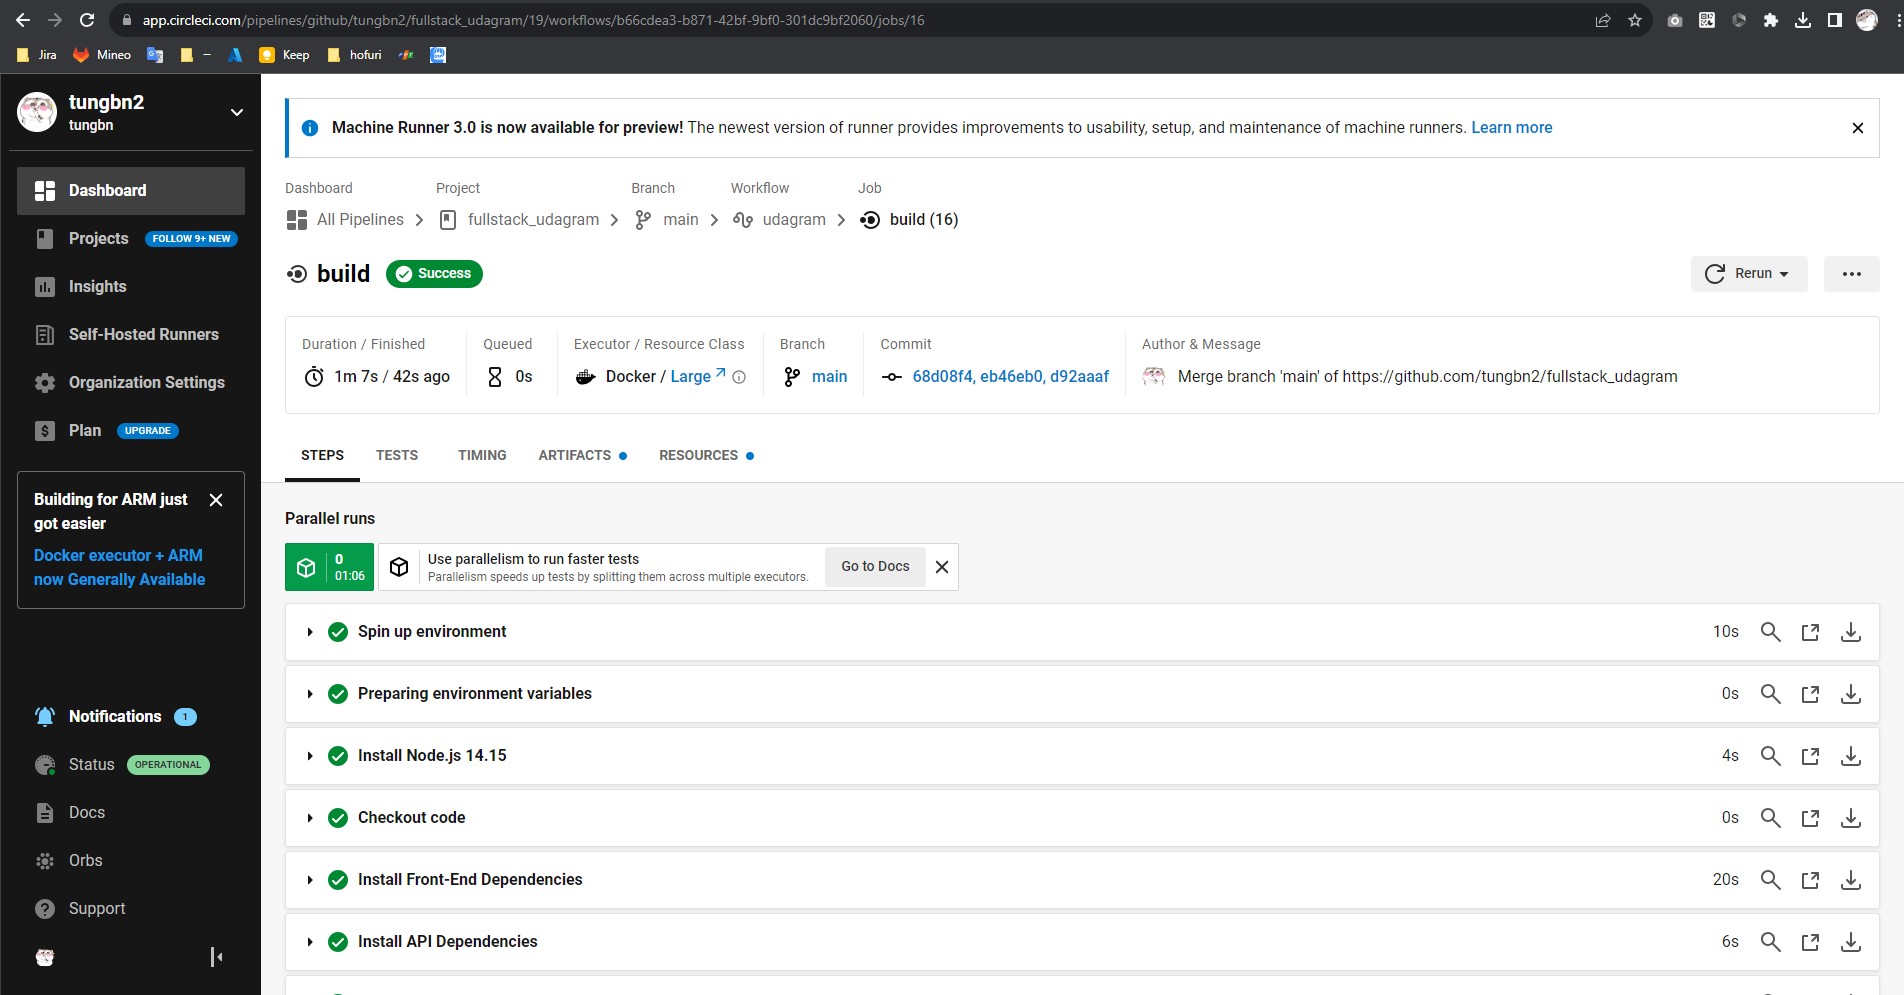 app.circleci.com/pipelines/github/tungbn2/fullstack_udagram/19/workflows/b66cdea3-b871-42bf-9bf0-301dc9bf2060/jobs/16
Jira Mineo – Keep hofuri
tungbn2
tungbn
Dashboard
Projects FOLLOW 9+ NEW
Insights
Self-Hosted Runners
Organization Settings
Plan UPGRADE
Building for ARM just
got easier
Docker executor + ARM
now Generally Available
Notifications 1
Status OPERATIONAL
Docs
Orbs
Support
Machine Runner 3.0 is now available for preview! The newest version of runner provides improvements to usability, setup, and maintenance of machine runners. Learn more
Dashboard Project Branch Workflow Job
All Pipelines fullstack_udagram main udagram build (16)
build Success Rerun
Duration / Finished Queued Executor / Resource Class Branch Commit Author & Message
1m 7s / 42s ago 0s Docker / Large main 68d08f4, eb46eb0, d92aaaf Merge branch 'main' of https://github.com/tungbn2/fullstack_udagram
STEPS TESTS TIMING ARTIFACTS RESOURCES
Parallel runs
0
01:06
Use parallelism to run faster tests
Parallelism speeds up tests by splitting them across multiple executors.
Go to Docs
Spin up environment 10s
Preparing environment variables 0s
Install Node.js 14.15 4s
Checkout code 0s
Install Front-End Dependencies 20s
Install API Dependencies 6s